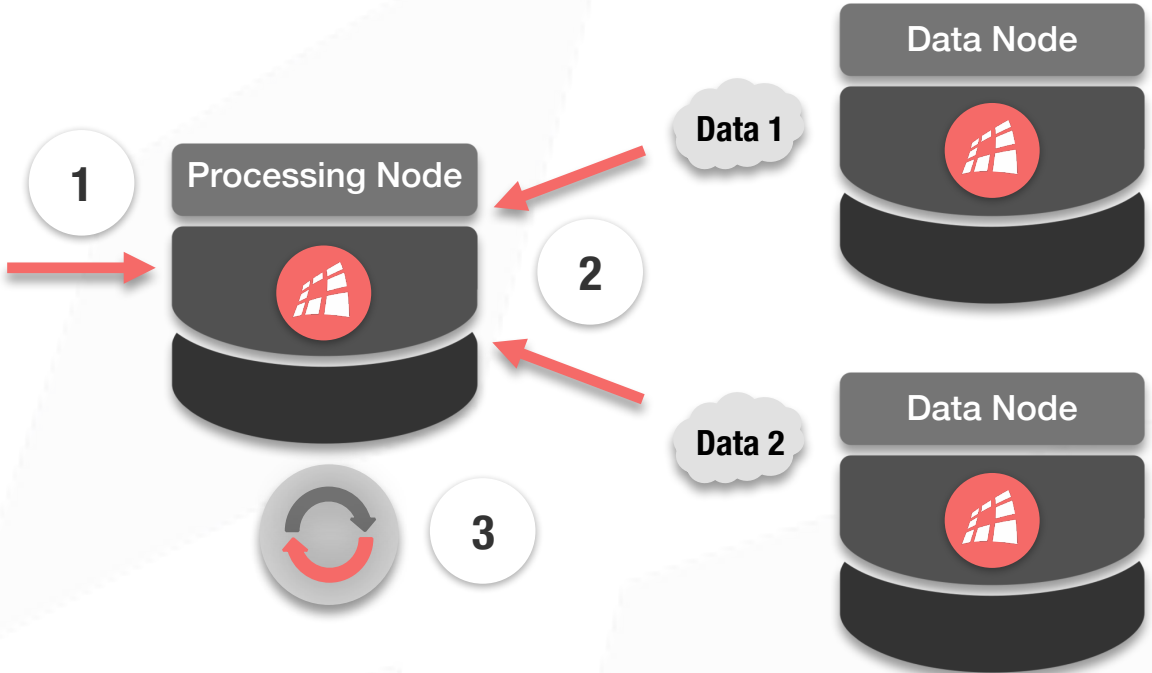 1
Processing Node
2
3
Data 1
Data 2
Data Node
Data Node